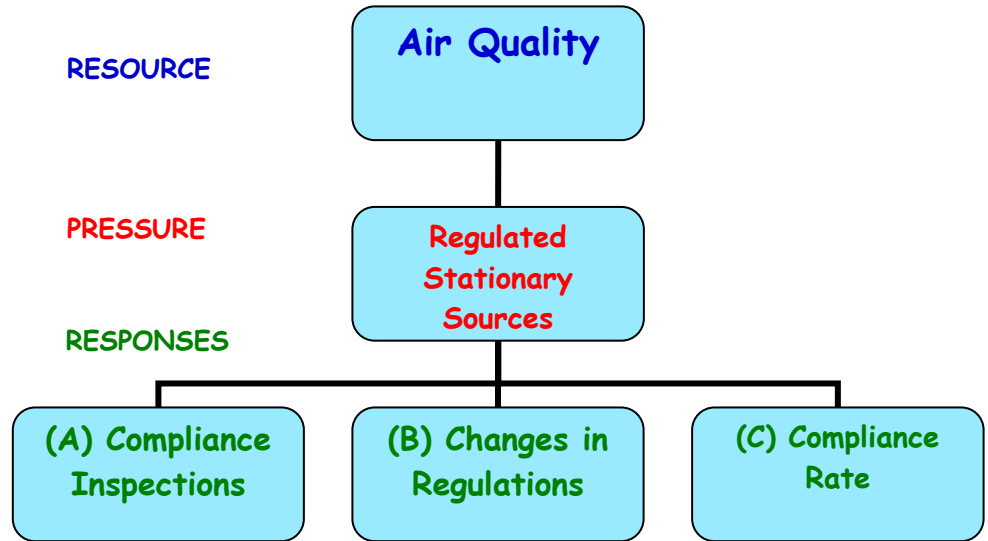 Air Quality
RESOURCE
PRESSURE
Regulated
Stationary
Sources
RESPONSES
(A) Compliance
Inspections
(B) Changes in
Regulations
(C) Compliance
Rate